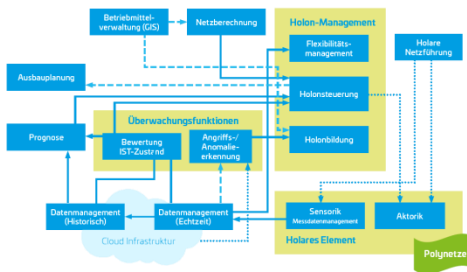 Betriebmittel-
verwaltung (GIS)
Netzberechnung
Holon-Management
Flexibilitäts-
management
Holare
Netzführung
Ausbauplanung
Holonsteuerung
Überwachungsfunktionen
Prognose
Bewertung
IST-Zustand
Angriffs-/
Anomalie-
erkennung
Holonbildung
Datenmanagement
(Historisch)
Datenmanagement
(Echtzeit)
Cloud Infrastruktur
Sensorik
Messdatenmanagement
Aktorik
Holares Element
Polynetze